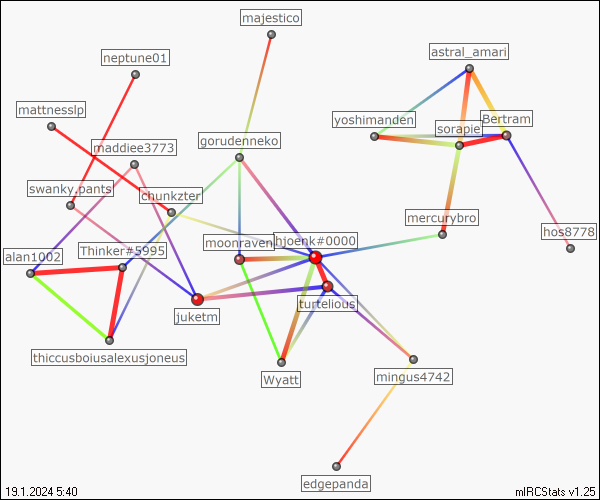 majestico
neptune01
astral_amari
mattnesslp
yoshimanden
Bertram
sorapie
maddiee3773
gorudenneko
swanky.pants
chunkzter
mercurybro
hos8778
moonraven
hjoenk#0000
alan1002
Thinker#5995
juketm
turtelious
thiccusboiusalexusjoneus
Wyatt
mingus4742
edgepanda
19.1.2024 5:40
mIRCStats v1.25